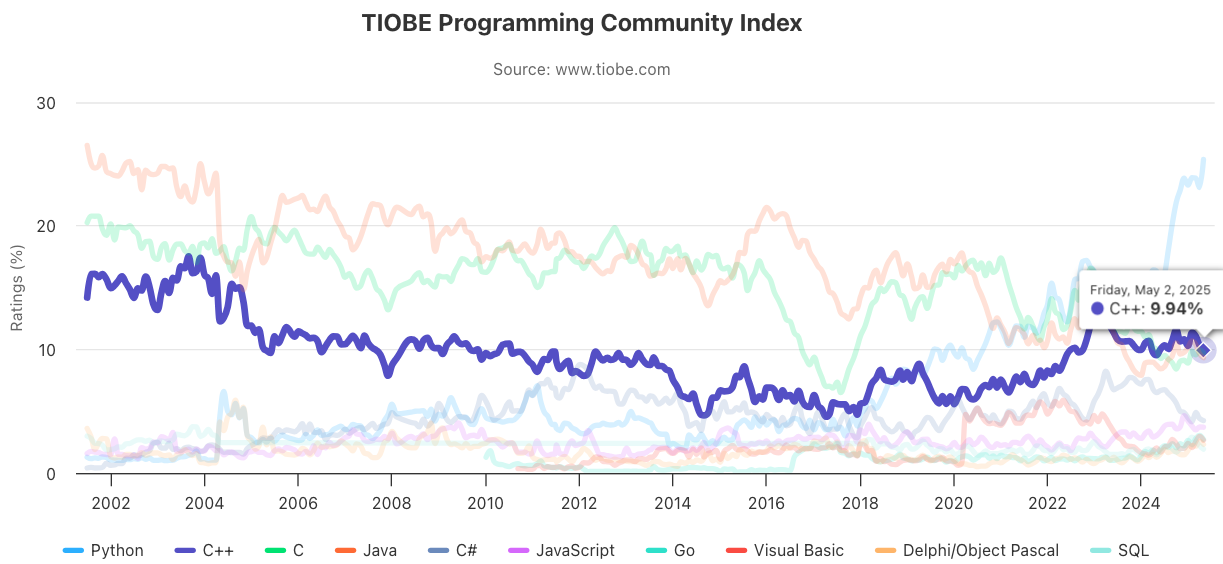 TIOBE Programming Community Index
Source: www.tiobe.com
Ratings (%)
30
20
10
0
Friday, May 2, 2025
C++: 9.94%
2002 2004 2006 2008 2010 2012 2014 2016 2018 2020 2022 2024
Python C++ C Java C# JavaScript Go Visual Basic Delphi/Object Pascal SQL